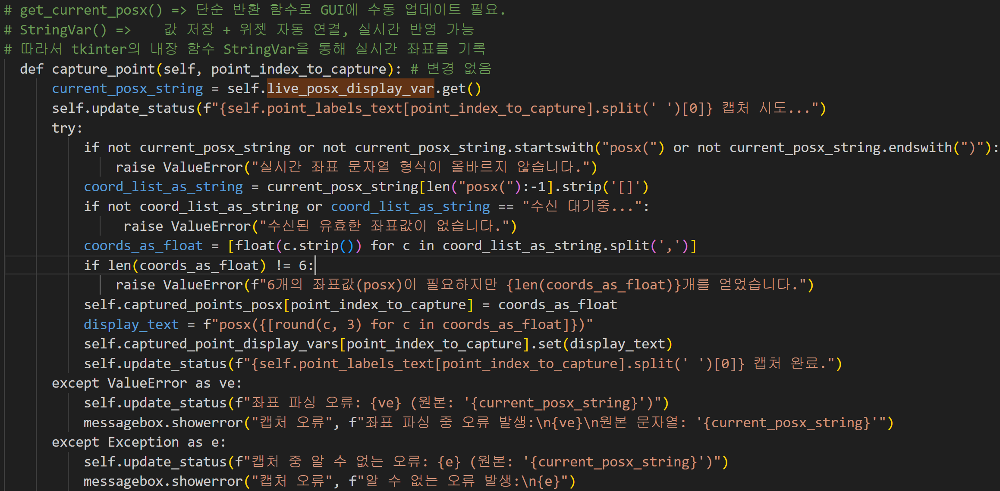 # get_current_posx() => 단순 반환 함수로 GUI에 수동 업데이트 필요.
# StringVar() =>    값 저장 + 위젯 자동 연결, 실시간 반영 가능
# 따라서 tkinter의 내장 함수 StringVar을 통해 실시간 좌표를 기록
def capture_point(self, point_index_to_capture): # 변경 없음
    current_posx_string = self.live_posx_display_var.get()
    self.update_status(f"{self.point_labels_text[point_index_to_capture].split(' ')[0]} 캡처 시도...")
    try:
        if not current_posx_string or not current_posx_string.startswith("posx(") or not current_posx_string.endswith(")"):
            raise ValueError("실시간 좌표 문자열 형식이 올바르지 않습니다.")
        coord_list_as_string = current_posx_string[len("posx("):-1].strip('[]')
        if not coord_list_as_string or coord_list_as_string == "수신 대기중...":
             raise ValueError("수신된 유효한 좌표값이 없습니다.")
        coords_as_float = [float(c.strip()) for c in coord_list_as_string.split(',')]
        if len(coords_as_float) != 6:
            raise ValueError(f"6개의 좌표값(posx)이 필요하지만 {len(coords_as_float)}개를 얻었습니다.")
        self.captured_points_posx[point_index_to_capture] = coords_as_float
        display_text = f"posx({[round(c, 3) for c in coords_as_float]})"
        self.captured_point_display_vars[point_index_to_capture].set(display_text)
        self.update_status(f"{self.point_labels_text[point_index_to_capture].split(' ')[0]} 캡처 완료.")
    except ValueError as ve:
        self.update_status(f"좌표 파싱 오류: {ve} (원본: '{current_posx_string}')")
        messagebox.showerror("캡처 오류", f"좌표 파싱 중 오류 발생:\n{ve}\n원본 문자열: '{current_posx_string}'")
    except Exception as e:
        self.update_status(f"캡처 중 알 수 없는 오류: {e} (원본: '{current_posx_string}')")
        messagebox.showerror("캡처 오류", f"알 수 없는 오류 발생:\n{e}")